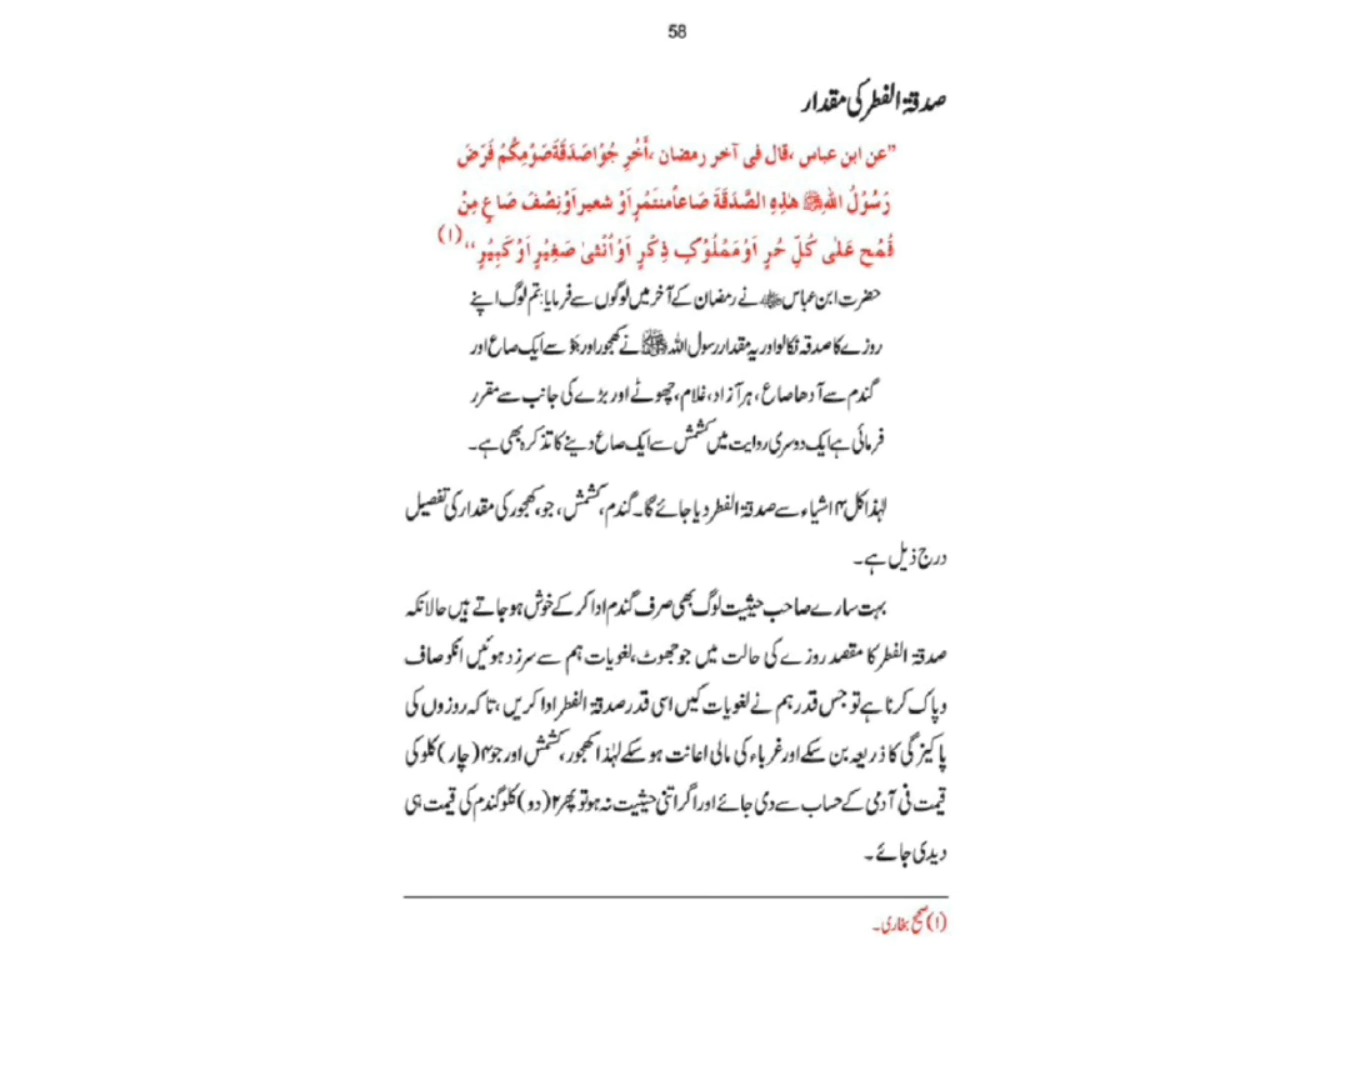 58
صدقۃ الفطر کی مقدار
”عن ابن عباس ،قال فی آخر رمضان ،أَخْرِ جُوْاصَدَقَةَصَوْمِكُمْ فَرَضَ
رَسُوْلُ اللهِﷺ هٰذِهِ الصَّدَقَةَ صَاعاًمنتَمْرٍاَوْ شعیراَوْنِصْفَ صَا عٍ مِنْ
قُمْح عَلٰی كُلِّ حُرٍ اَوْمَمْلُوْکٍ ذِکْرٍ اَوْاُنْثیٰ صَغِیْرٍ اَوْ کَبِیْرٍ‘‘(۱)
حضرت ابن عباسؓ نے رمضان کے آخر میں لوگوں سے فرمایا: تم لوگ اپنے
روزے کا صدقہ نکالو اور یہ مقدار رسول اللہ ﷺ نے کھجور اور جَو سے ایک صاع اور
گندم سے آدھا صاع ، ہر آزاد، غلام، چھوٹے اور بڑے کی جانب سے مقرر
فرمائی ہے ایک دوسری روایت میں کشمش سے ایک صاع دینے کا تذکرہ بھی ہے۔
لہٰذا کل ۴ اشیاء سے صدقۃ الفطر دیا جائے گا۔ گندم، کشمش، جو، کھجور کی مقدار کی تفصیل
درج ذیل ہے۔
بہت سارے صاحب حیثیت لوگ بھی صرف گندم ادا کر کے خوش ہو جاتے ہیں حالانکہ
صدقۃ الفطر کا مقصد روزے کی حالت میں جو جھوٹ، لغویات ہم سے سرزد ہوئیں انکو صاف
و پاک کرنا ہے تو جس قدر ہم نے لغویات کیں اسی قدر صدقۃ الفطر ادا کریں ، تا کہ روزوں کی
پاکیزگی کا ذریعہ بن سکے اور غرباء کی مالی اعانت ہو سکے لہٰذا کھجور، کشمش اور جو ۴(چار) کلو کی
قیمت فی آدمی کے حساب سے دی جائے اور اگر اتنی حیثیت نہ ہو تو پھر ۲(دو) کلو گندم کی قیمت ہی
دیدی جائے۔
(۱) صحیح بخاری۔